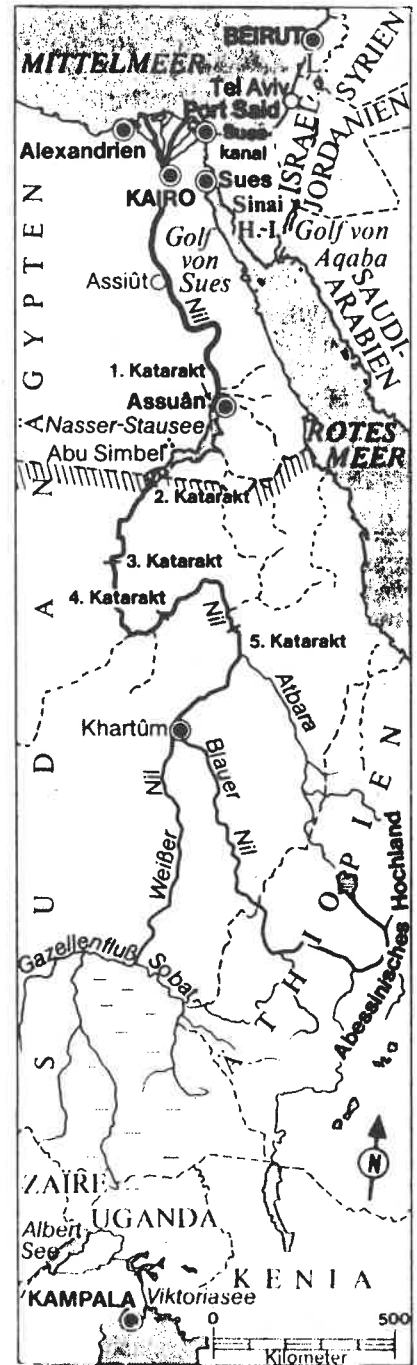 BEIRUT
MITTELMEER
SYRIEN
Tel Aviv
Port Said
L.
ISRAEL
JORDANIEN
Sues-
kanal
Alexandrien
KAIRO
Sues
Sinai
H.-I.
Golf
von
Sues
Golf von
Aqaba
SAUDI-
ARABIEN
Assiût
Nil
ÄGYPTEN
1. Katarakt
Assuân
Nasser-Stausee
Abu Simbel
ROTES
MEER
2. Katarakt
3. Katarakt
4. Katarakt
Nil
5. Katarakt
Atbara
Khartûm
Weißer Nil
Blauer Nil
SUDAN
ÄTHIOPIEN
Abessinisches Hochland
Gazellenfluß
Sobat
N
ZAÏRE
UGANDA
Albert
See
KENIA
KAMPALA
Viktoriasee
0 500
Kilometer